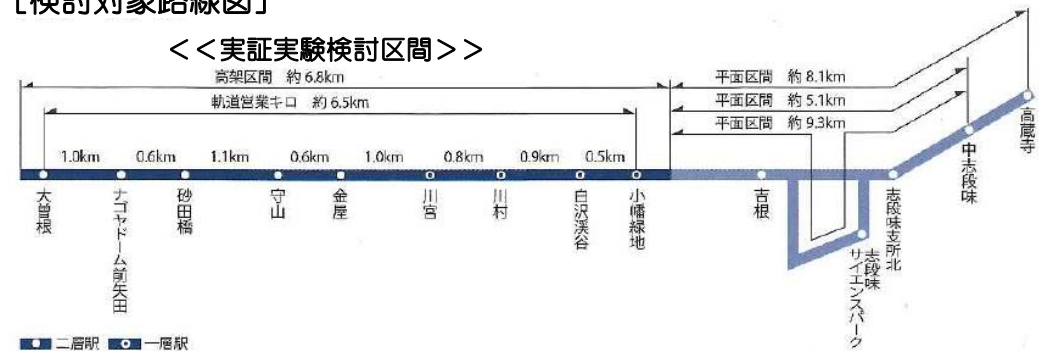 [検討対象路線図]
<<実証実験検討区間>>
高架区間 約6.8km
軌道営業キロ 約6.5km
平面区間 約8.1km
平面区間 約5.1km
平面区間 約9.3km
1.0km 0.6km 1.1km 0.6km 1.0km 0.8km 0.9km 0.5km
大曽根
ナゴヤドーム前矢田
砂田橋
守山
金屋
川宮
川村
白沢渓谷
小幡緑地
吉根
志段味サイエンスパーク
志段味支所北
中志段味
高蔵寺
二層駅 一層駅